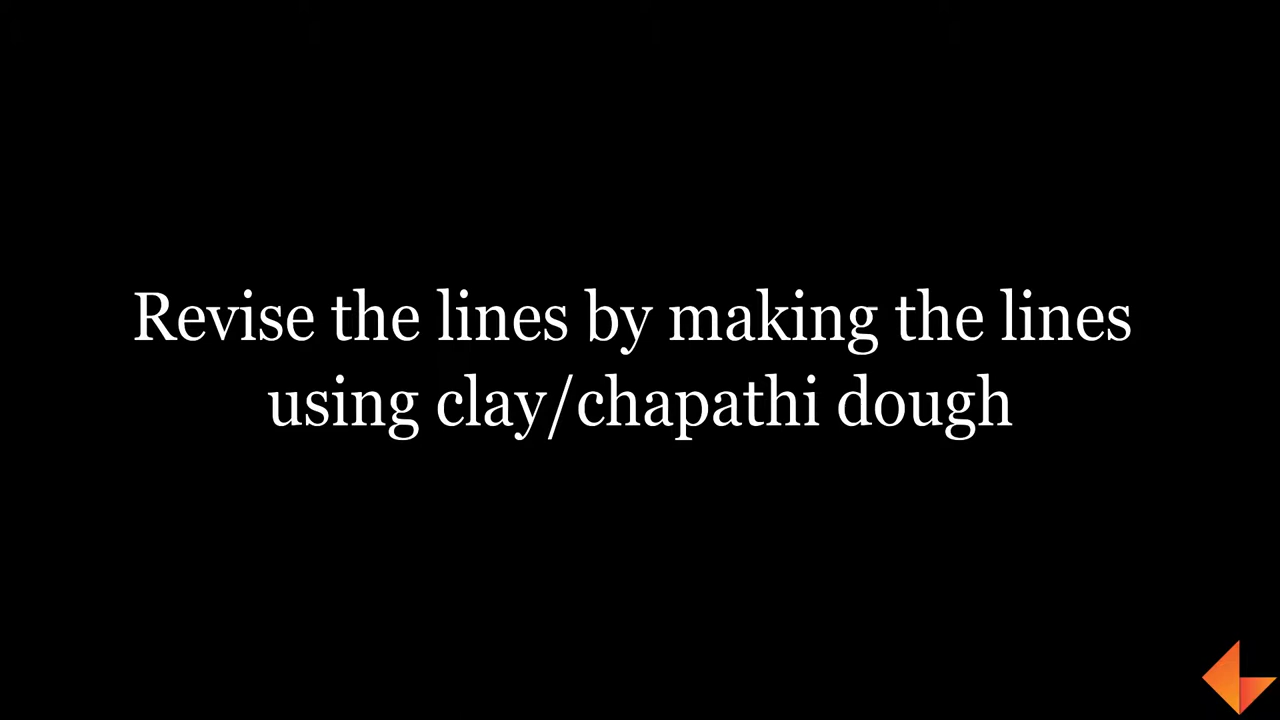 Revise the lines by making the lines
using clay/chapathi dough